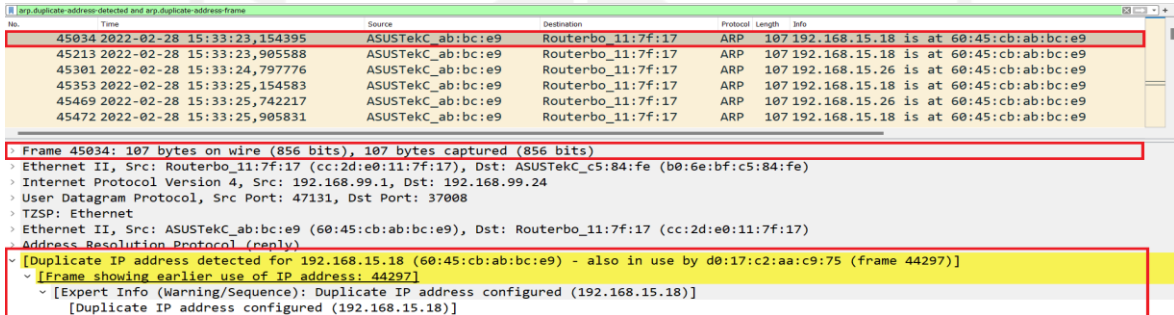 arp.duplicate-address-detected and arp.duplicate-address-frame
No. Time Source Destination Protocol Length Info
45034 2022-02-28 15:33:23,154395 ASUSTekC_ab:bc:e9 Routerbo_11:7f:17 ARP 107 192.168.15.18 is at 60:45:cb:ab:bc:e9
45213 2022-02-28 15:33:23,905588 ASUSTekC_ab:bc:e9 Routerbo_11:7f:17 ARP 107 192.168.15.18 is at 60:45:cb:ab:bc:e9
45301 2022-02-28 15:33:24,797776 ASUSTekC_ab:bc:e9 Routerbo_11:7f:17 ARP 107 192.168.15.26 is at 60:45:cb:ab:bc:e9
45353 2022-02-28 15:33:25,154583 ASUSTekC_ab:bc:e9 Routerbo_11:7f:17 ARP 107 192.168.15.18 is at 60:45:cb:ab:bc:e9
45469 2022-02-28 15:33:25,742217 ASUSTekC_ab:bc:e9 Routerbo_11:7f:17 ARP 107 192.168.15.26 is at 60:45:cb:ab:bc:e9
45472 2022-02-28 15:33:25,905831 ASUSTekC_ab:bc:e9 Routerbo_11:7f:17 ARP 107 192.168.15.18 is at 60:45:cb:ab:bc:e9
Frame 45034: 107 bytes on wire (856 bits), 107 bytes captured (856 bits)
Ethernet II, Src: Routerbo_11:7f:17 (cc:2d:e0:11:7f:17), Dst: ASUSTekC_c5:84:fe (b0:6e:bf:c5:84:fe)
Internet Protocol Version 4, Src: 192.168.99.1, Dst: 192.168.99.24
User Datagram Protocol, Src Port: 47131, Dst Port: 37008
TZSP: Ethernet
Ethernet II, Src: ASUSTekC_ab:bc:e9 (60:45:cb:ab:bc:e9), Dst: Routerbo_11:7f:17 (cc:2d:e0:11:7f:17)
Address Resolution Protocol (reply)
[Duplicate IP address detected for 192.168.15.18 (60:45:cb:ab:bc:e9) - also in use by d0:17:c2:aa:c9:75 (frame 44297)]
[Frame showing earlier use of IP address: 44297]
[Expert Info (Warning/Sequence): Duplicate IP address configured (192.168.15.18)]
[Duplicate IP address configured (192.168.15.18)]